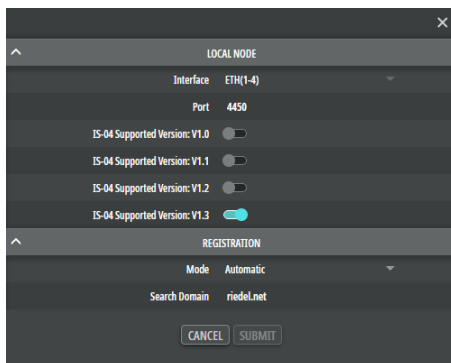 LOCAL NODE
Interface ETH(1-4)
Port 4450
IS-04 Supported Version: V1.0
IS-04 Supported Version: V1.1
IS-04 Supported Version: V1.2
IS-04 Supported Version: V1.3
REGISTRATION
Mode Automatic
Search Domain riedel.net
CANCEL SUBMIT